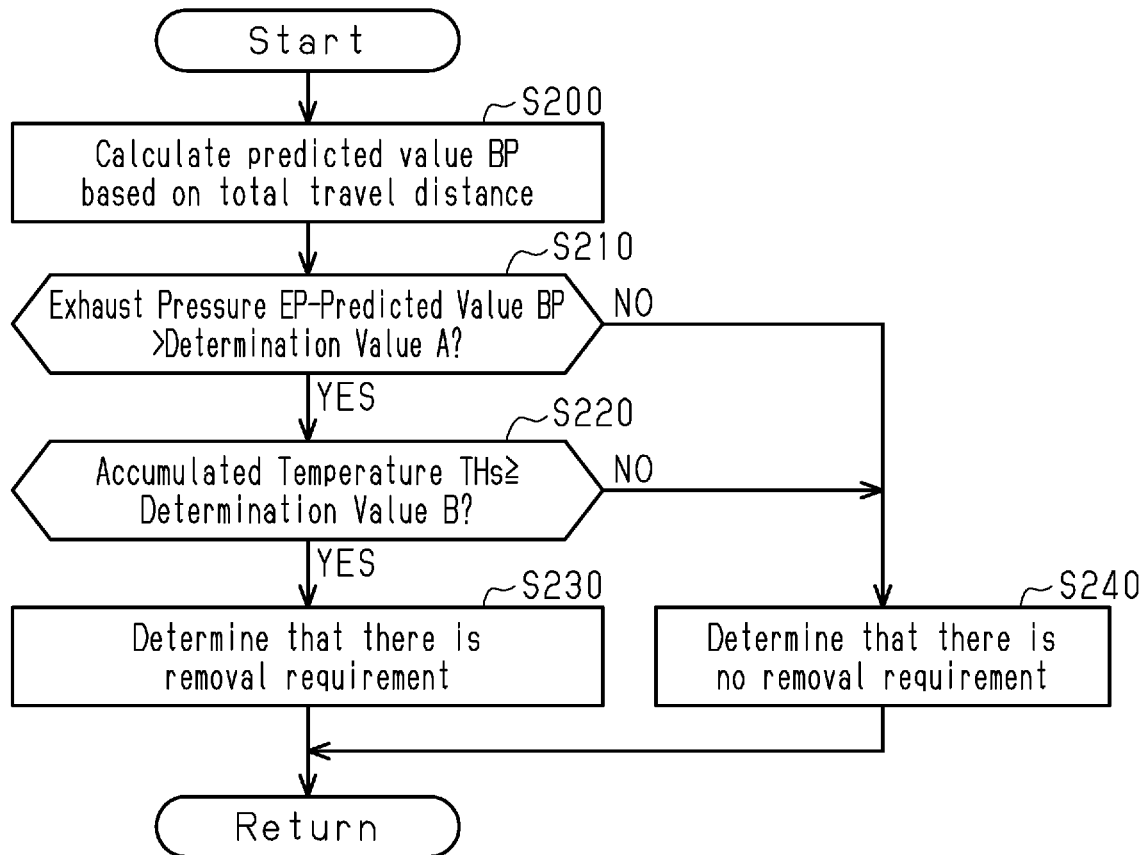 Start
S200
Calculate predicted value BP
based on total travel distance
S210
Exhaust Pressure EP-Predicted Value BP
>Determination Value A?
NO
YES
S220
Accumulated Temperature THs≧
Determination Value B?
NO
YES
S230
Determine that there is
removal requirement
S240
Determine that there is
no removal requirement
Return